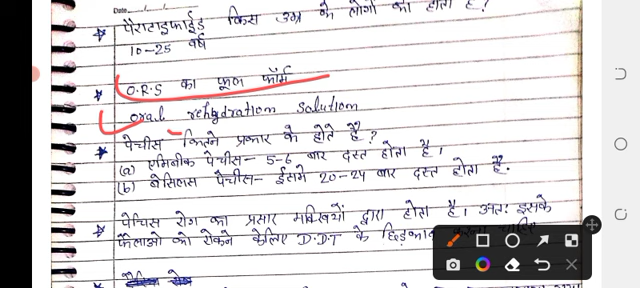 Date
पैराटाइफाईड किस उम्र के लोगों को होता है?
10-25 वर्ष
O.R.S का फूल फॉर्म
oral rehydration solution
पेचीस कितने प्रकार के होते है?
(a) एमिबीक पेचीस - 5-6 बार दस्त होता है।
(b) बेसिलस पेचीस - ईसमे 20-24 बार दस्त होता है.
पेचिस रोग का प्रसार मक्खियों द्वारा होता है। अतः इसके
फैलाओ को रोकने केलिए D.D.T के छिड़काव